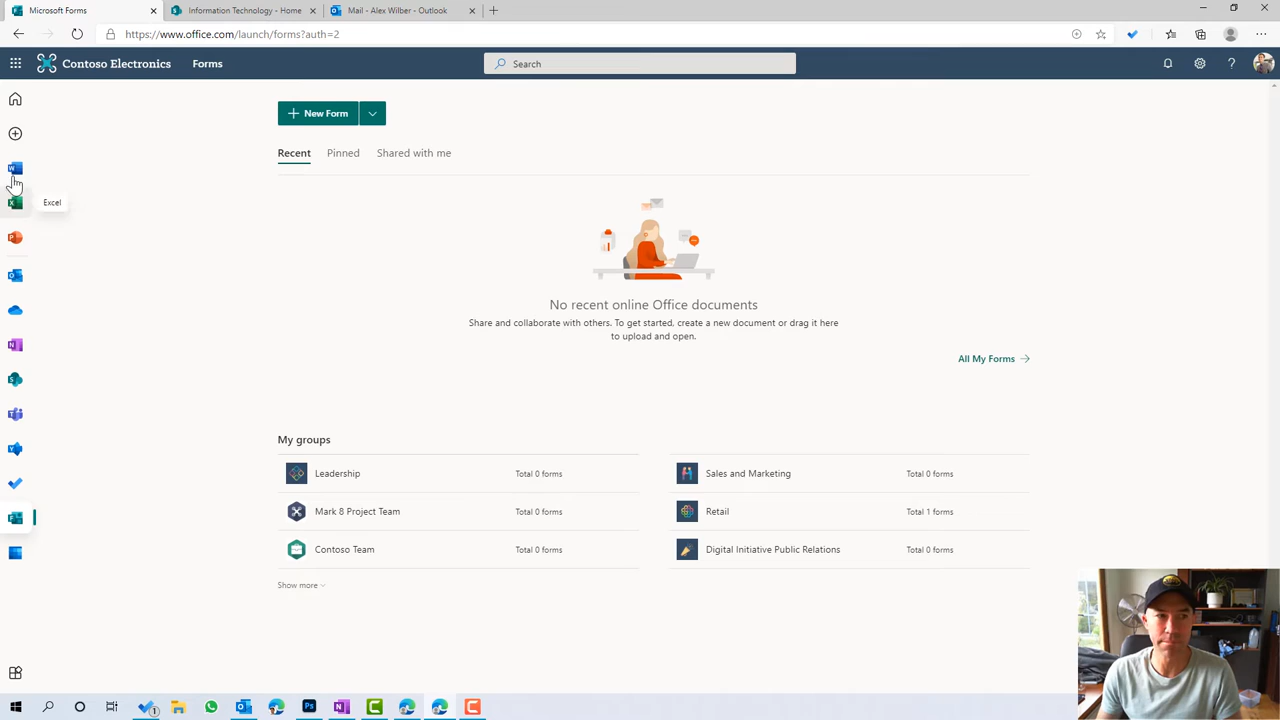 Microsoft Forms
Information Technology - Home
Mail - Alex Wilber - Outlook
https://www.office.com/launch/forms?auth=2
Contoso Electronics
Forms
Search
New Form
Recent
Pinned
Shared with me
Excel
No recent online Office documents
Share and collaborate with others. To get started, create a new document or drag it here
to upload and open.
All My Forms
My groups
Leadership
Total 0 forms
Sales and Marketing
Total 0 forms
Mark 8 Project Team
Total 0 forms
Retail
Total 1 forms
Contoso Team
Total 0 forms
Digital Initiative Public Relations
Total 0 forms
Show more